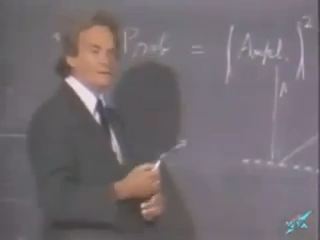 Prob = |Ampl.|²